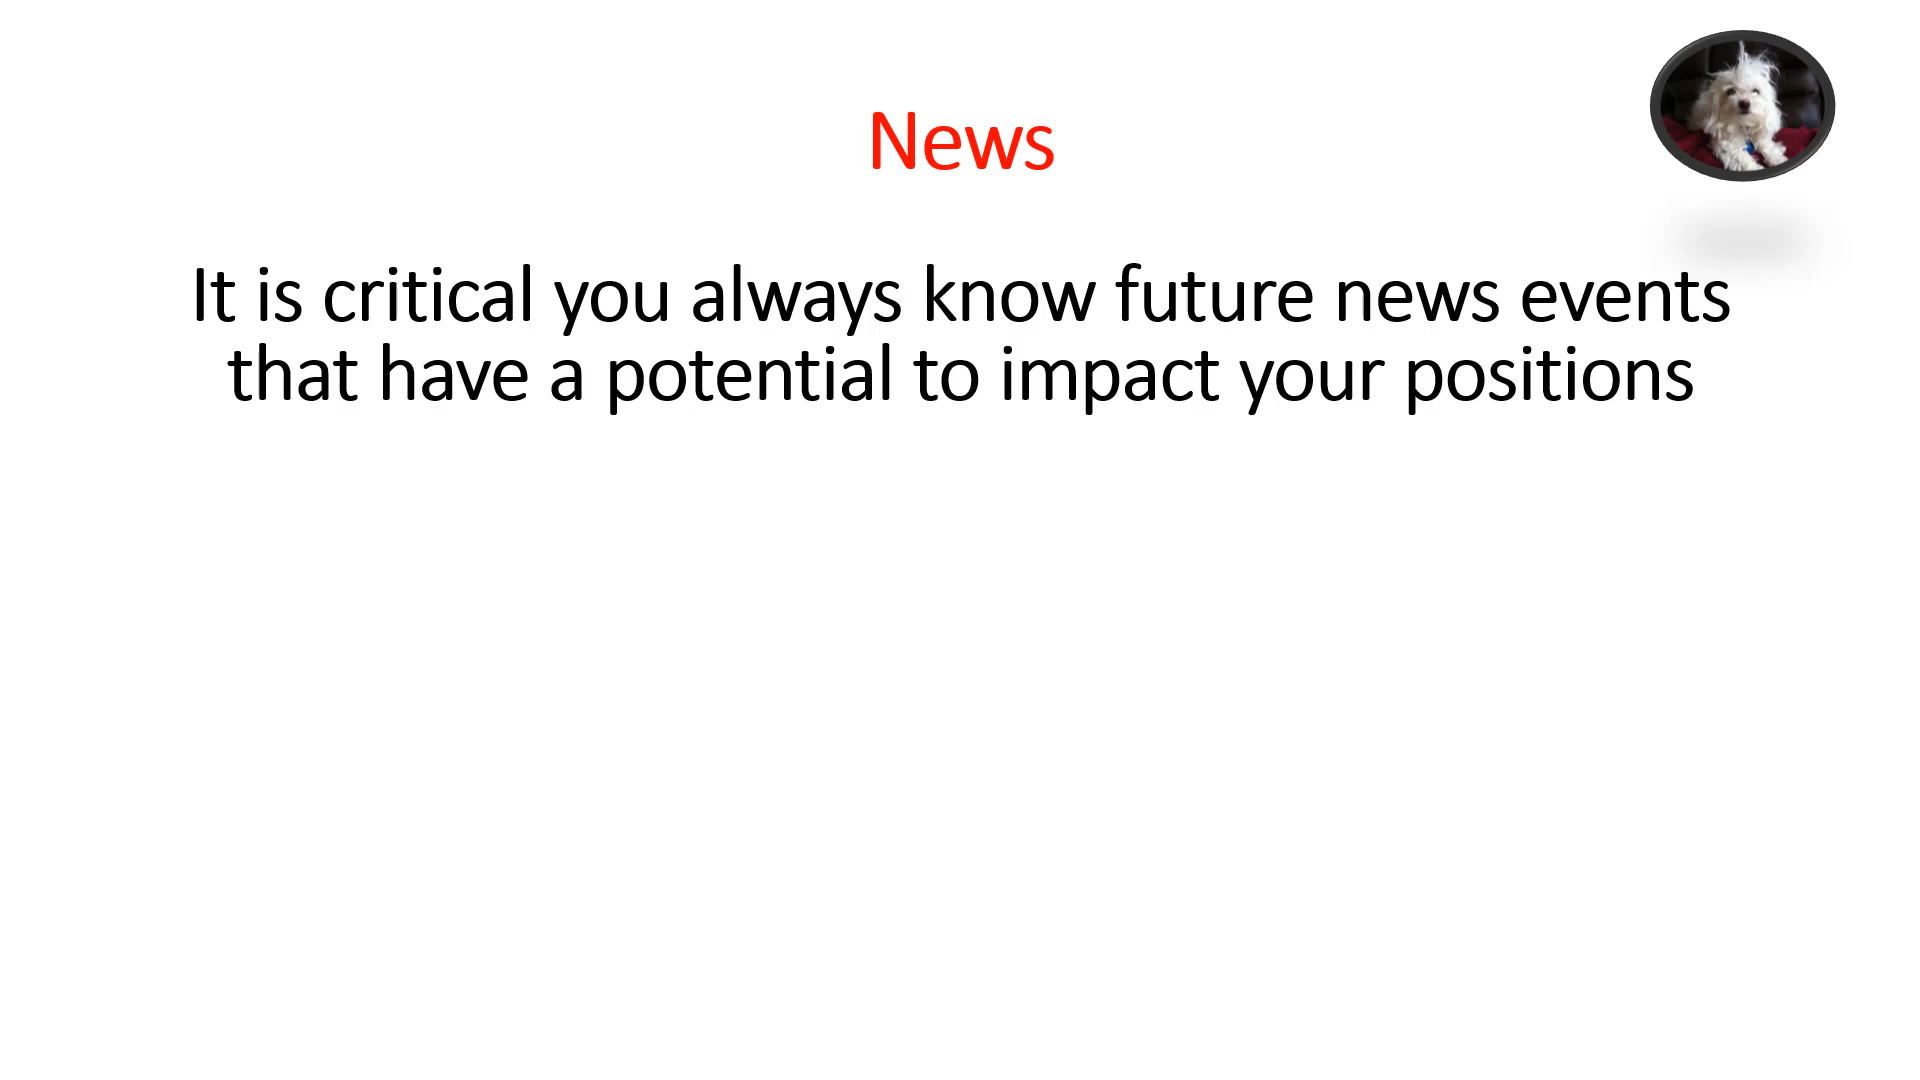 News
It is critical you always know future news events
that have a potential to impact your positions